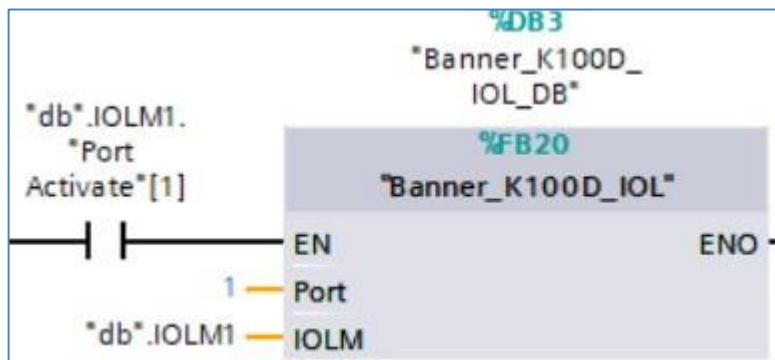 %DB3
"Banner_K100D_
IOL_DB"
"db".IOLM1.
"Port
Activate"[1]
%FB20
"Banner_K100D_IOL"
EN
ENO
1
Port
"db".IOLM1
IOLM